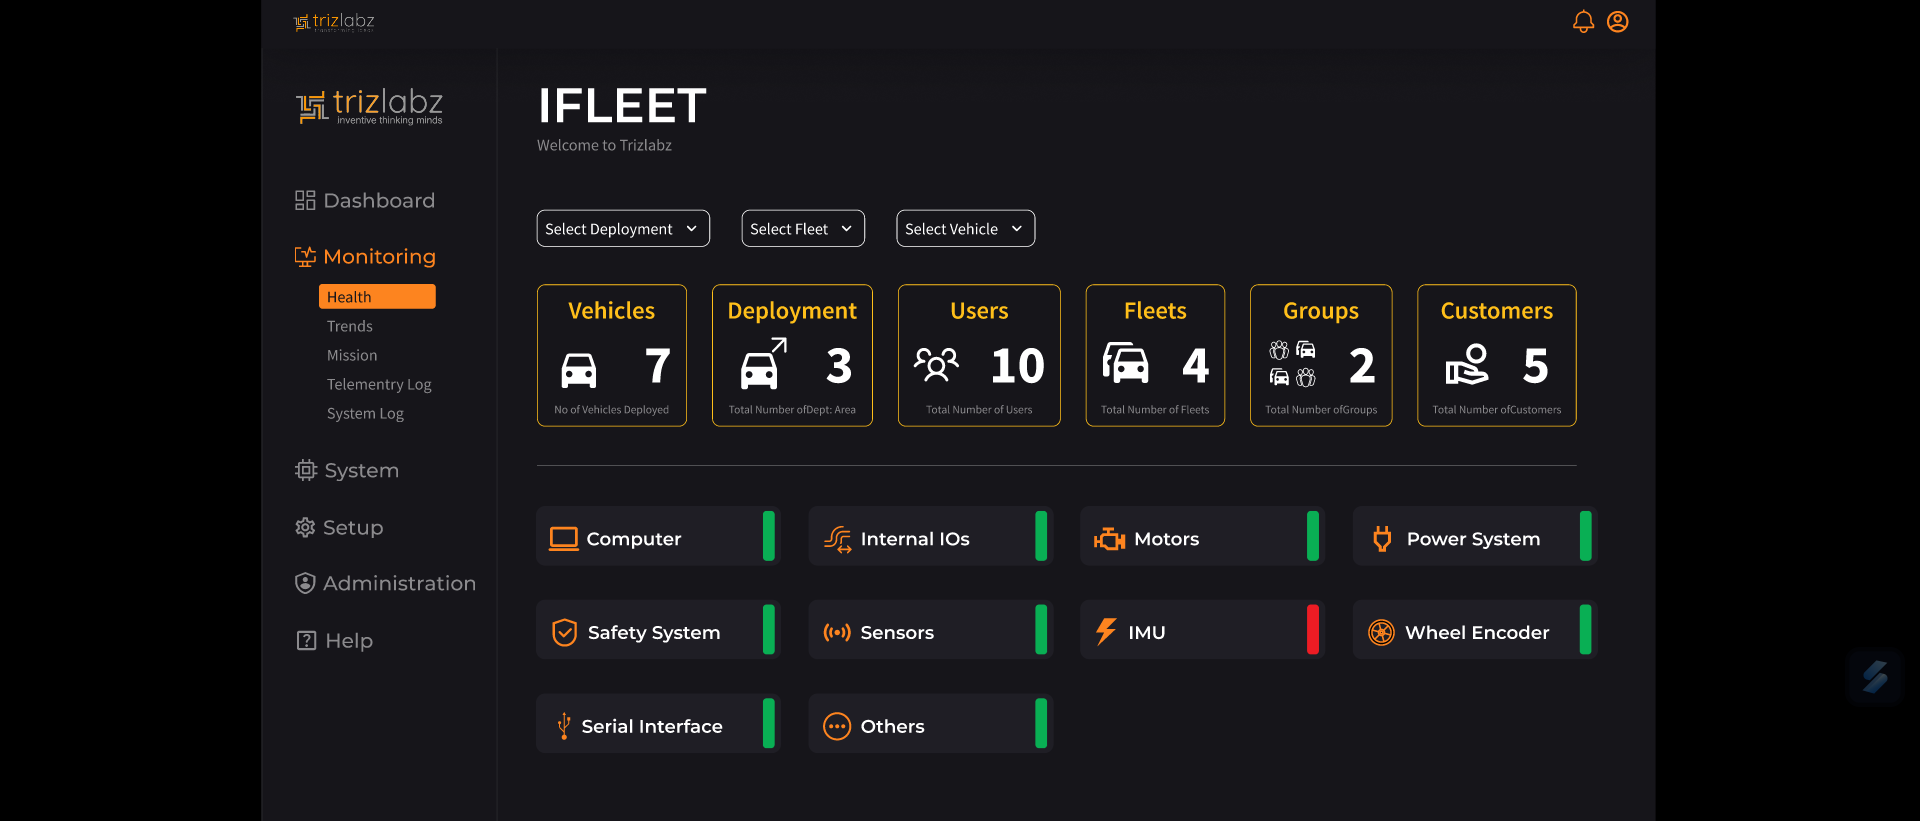 trizlabz
trizlabz
inventive thinking minds
IFLEET
Welcome to Trizlabz
Dashboard
Monitoring
Health
Trends
Mission
Telementry Log
System Log
System
Setup
Administration
Help
Select Deployment
Select Fleet
Select Vehicle
Vehicles
7
No of Vehicles Deployed
Deployment
3
Total Number ofDept: Area
Users
10
Total Number of Users
Fleets
4
Total Number of Fleets
Groups
2
Total Number ofGroups
Customers
5
Total Number ofCustomers
Computer
Internal IOs
Motors
Power System
Safety System
Sensors
IMU
Wheel Encoder
Serial Interface
Others